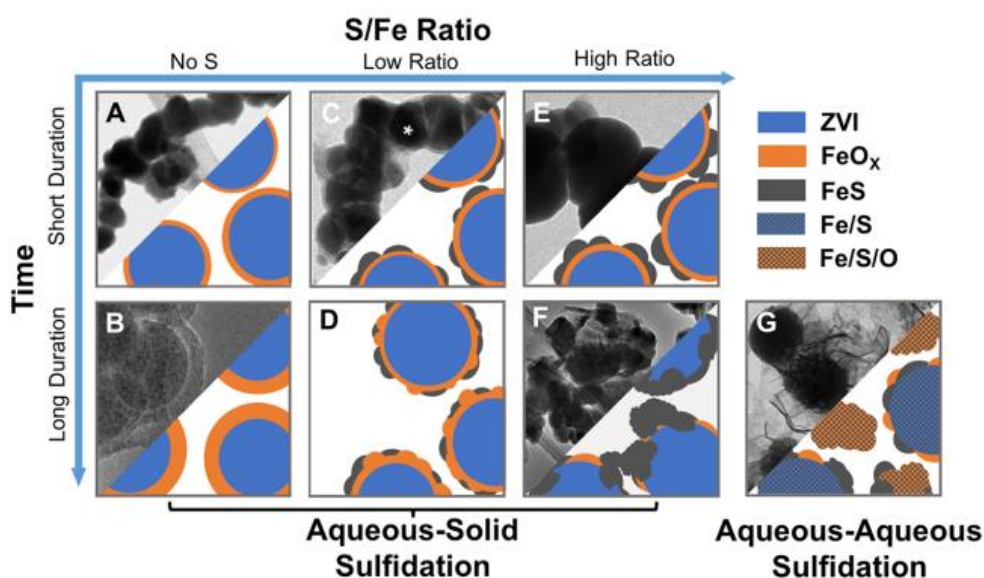 S/Fe Ratio
No S
Low Ratio
High Ratio
Time
Short Duration
Long Duration
A
C
*
E
B
D
F
G
ZVI
FeOX
FeS
Fe/S
Fe/S/O
Aqueous-Solid
Sulfidation
Aqueous-Aqueous
Sulfidation